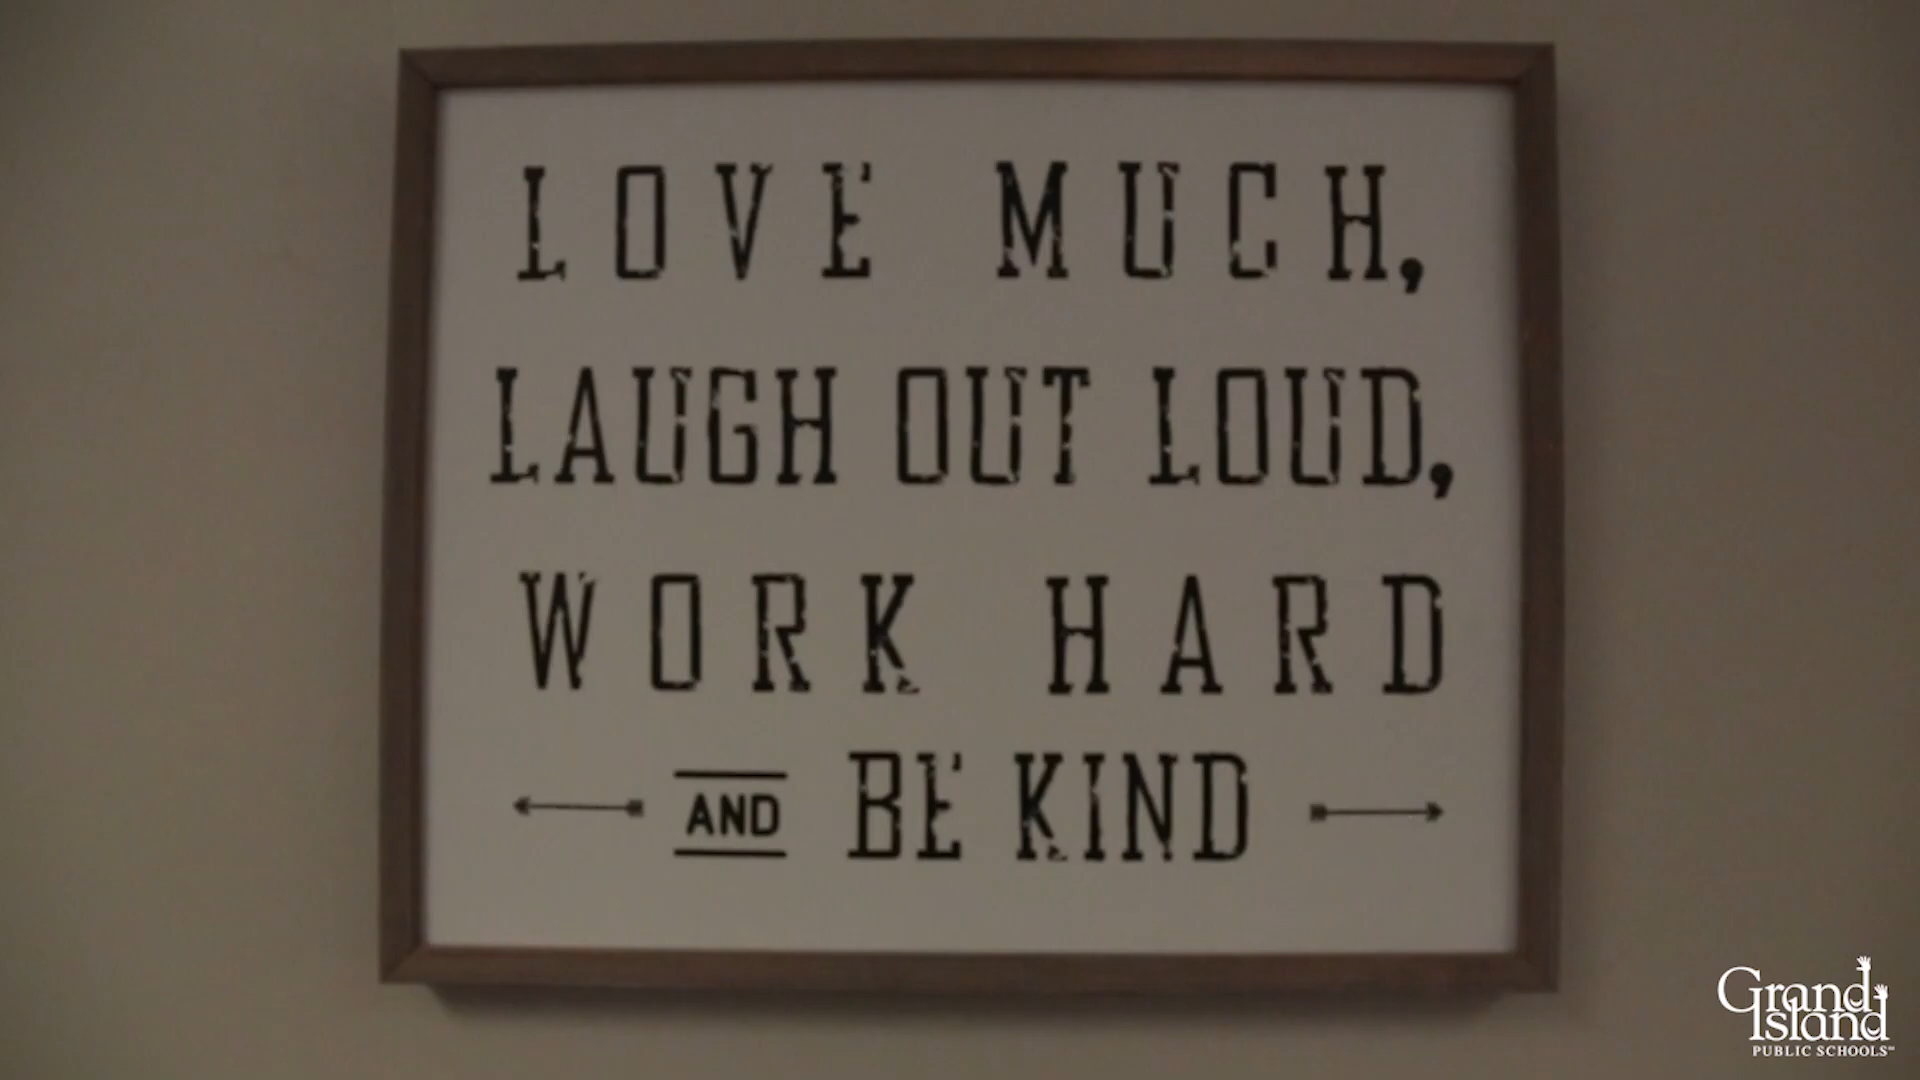 LOVE MUCH,
LAUGH OUT LOUD,
WORK HARD
AND BE KIND
Grand Island
PUBLIC SCHOOLS